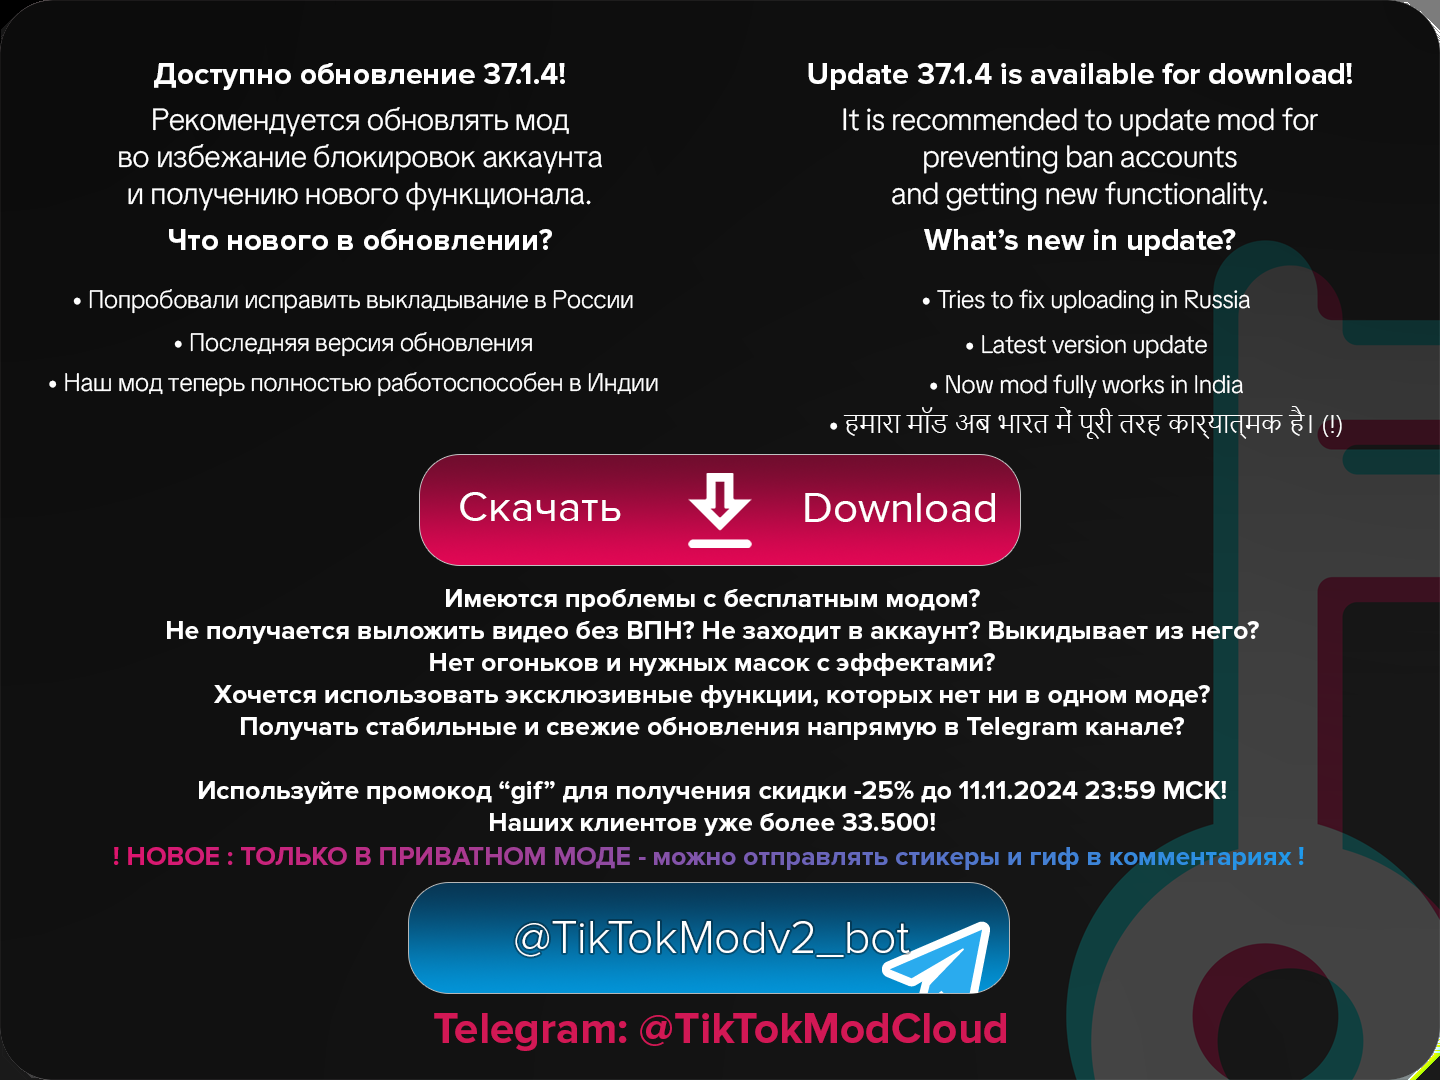 Доступно обновление 37.1.4!
Рекомендуется обновлять мод
во избежание блокировок аккаунта
и получению нового функционала.
Что нового в обновлении?
• Попробовали исправить выкладывание в России
• Последняя версия обновления
• Наш мод теперь полностью работоспособен в Индии
Update 37.1.4 is available for download!
It is recommended to update mod for
preventing ban accounts
and getting new functionality.
What's new in update?
• Tries to fix uploading in Russia
• Latest version update
• Now mod fully works in India
• हमारा मॉड अब भारत में पूरी तरह कार्यात्मक है। (!)
Скачать Download
Имеются проблемы с бесплатным модом?
Не получается выложить видео без ВПН? Не заходит в аккаунт? Выкидывает из него?
Нет огоньков и нужных масок с эффектами?
Хочется использовать эксклюзивные функции, которых нет ни в одном моде?
Получать стабильные и свежие обновления напрямую в Telegram канале?
Используйте промокод “gif” для получения скидки -25% до 11.11.2024 23:59 МСК!
Наших клиентов уже более 33.500!
! НОВОЕ : ТОЛЬКО В ПРИВАТНОМ МОДЕ - можно отправлять стикеры и гиф в комментариях !
@TikTokModv2_bot
Telegram: @TikTokModCloud